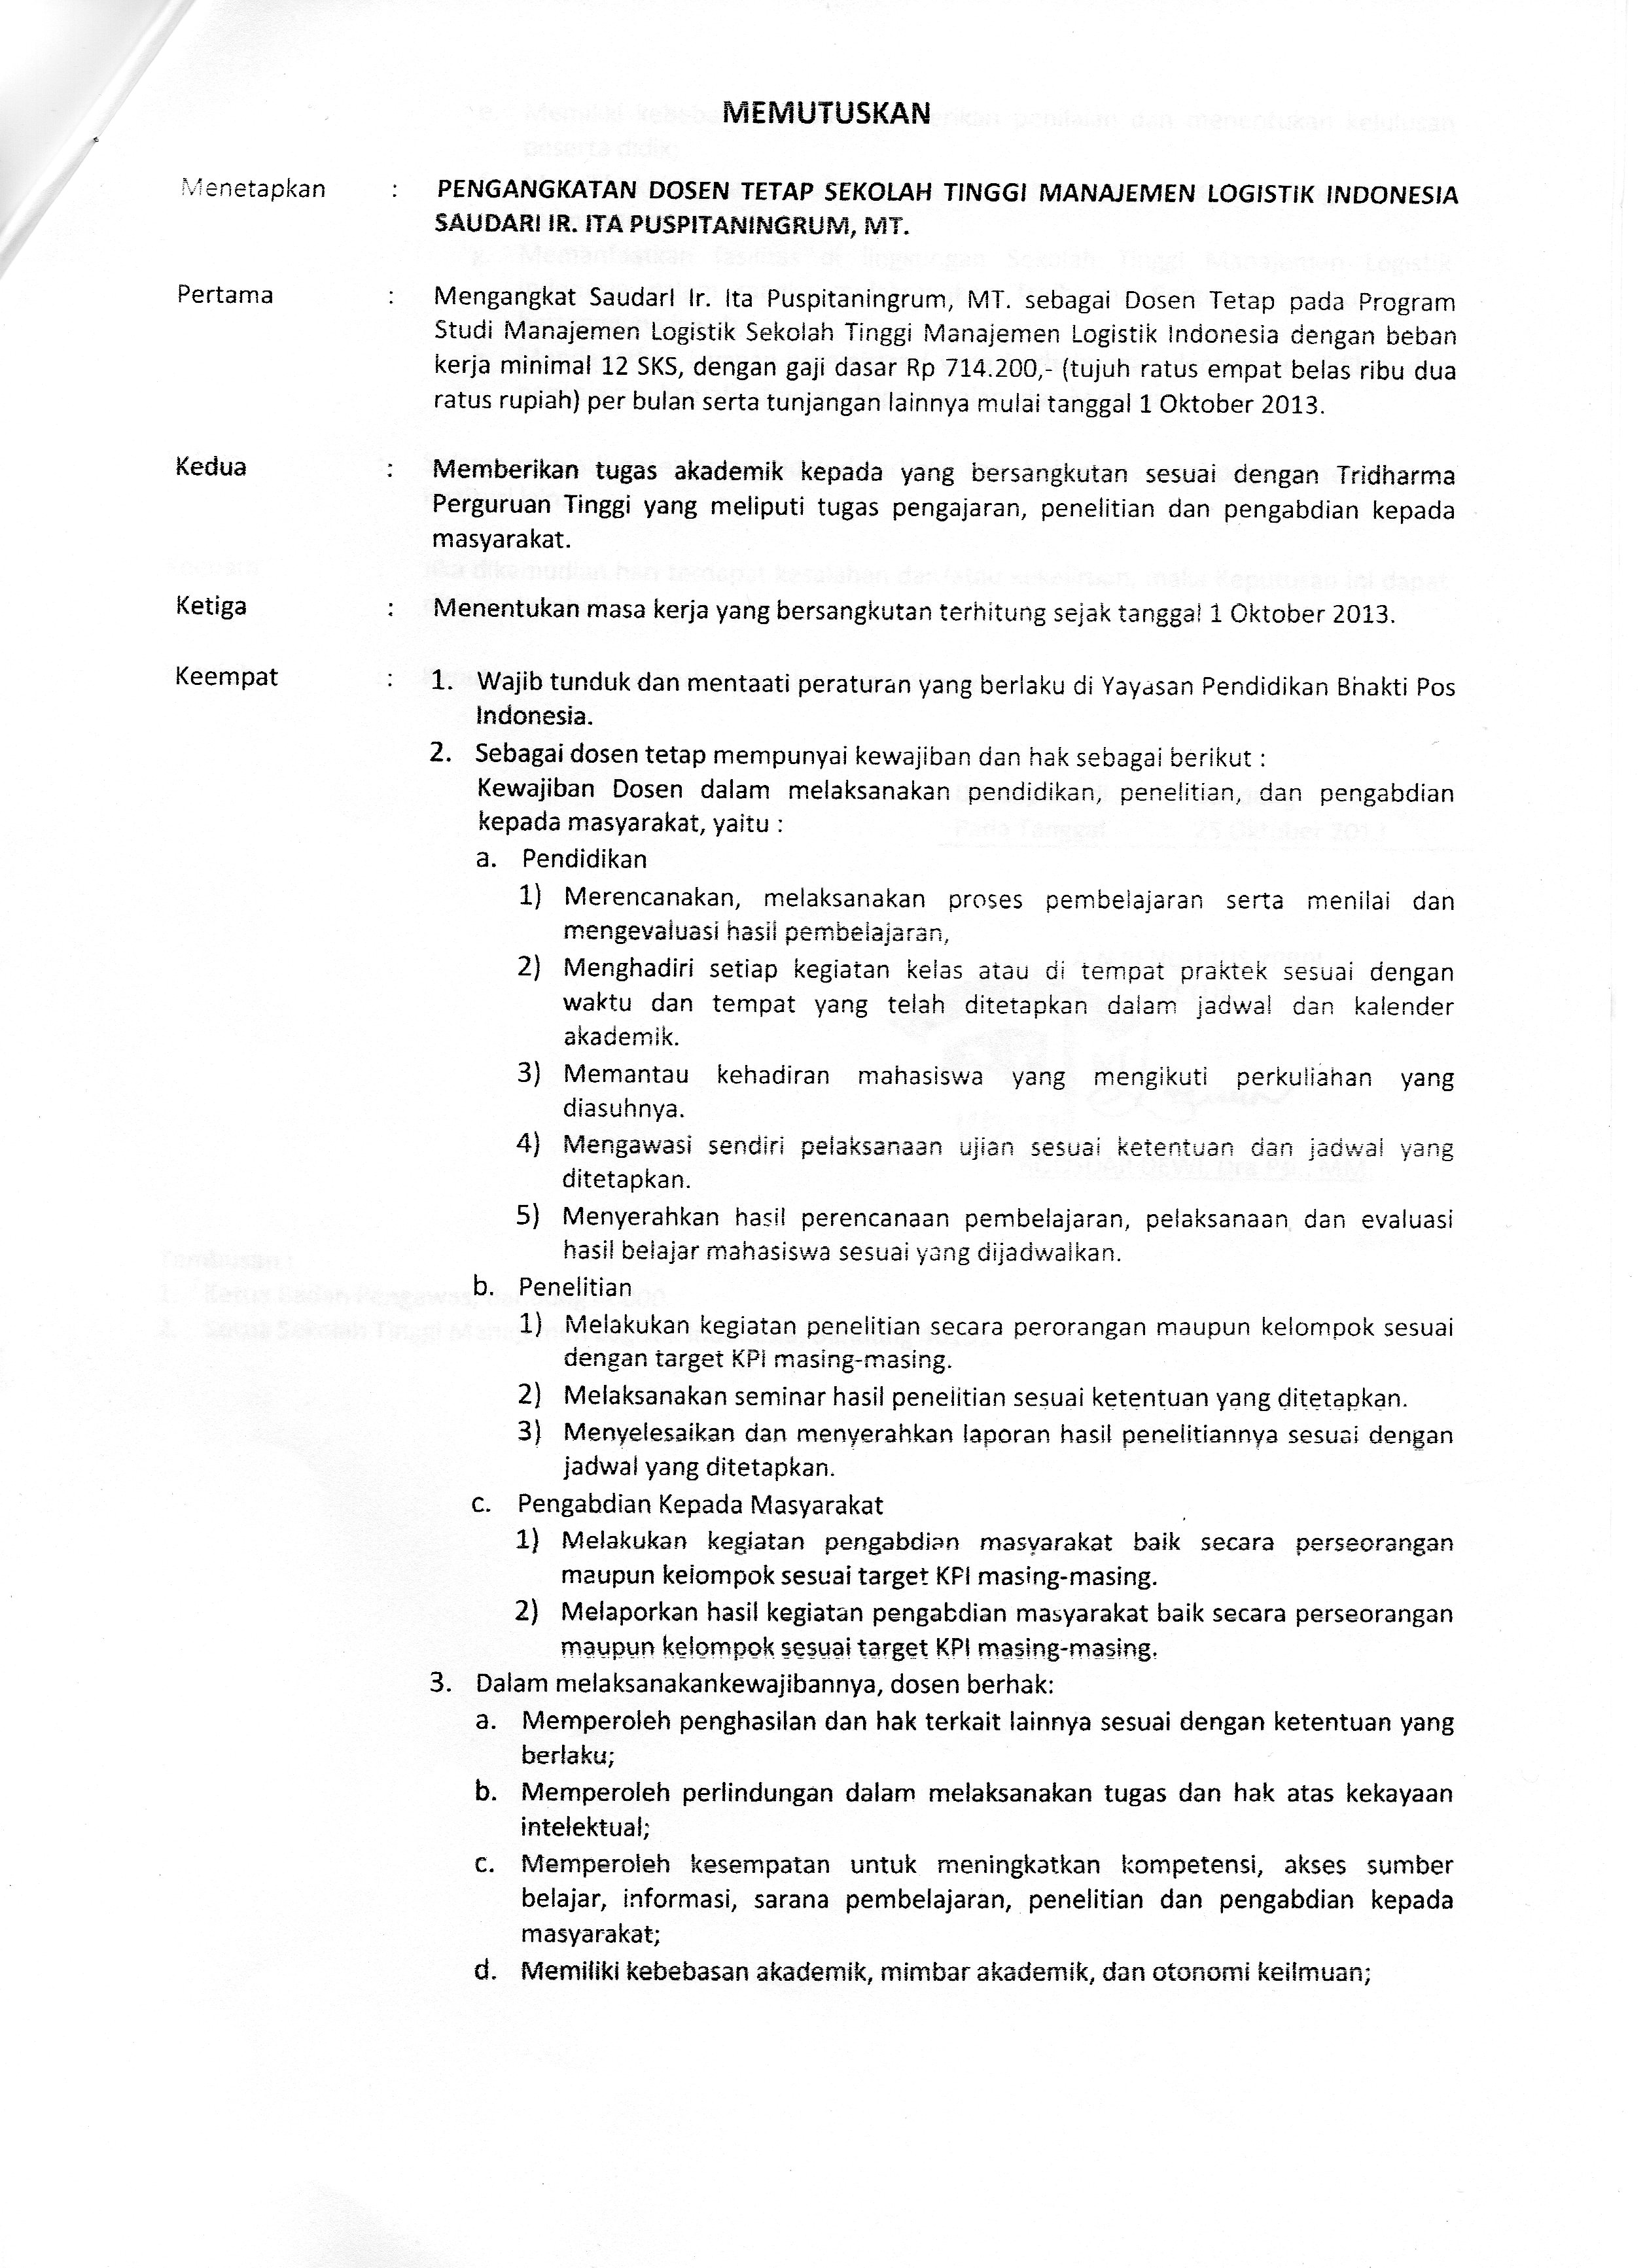 MEMUTUSKAN
Menetapkan : PENGANGKATAN DOSEN TETAP SEKOLAH TINGGI MANAJEMEN LOGISTIK INDONESIA
SAUDARI IR. ITA PUSPITANINGRUM, MT.
Pertama : Mengangkat Saudari Ir. Ita Puspitaningrum, MT. sebagai Dosen Tetap pada Program
Studi Manajemen Logistik Sekolah Tinggi Manajemen Logistik Indonesia dengan beban
kerja minimal 12 SKS, dengan gaji dasar Rp 714.200,- (tujuh ratus empat belas ribu dua
ratus rupiah) per bulan serta tunjangan lainnya mulai tanggal 1 Oktober 2013.
Kedua : Memberikan tugas akademik kepada yang bersangkutan sesuai dengan Tridharma
Perguruan Tinggi yang meliputi tugas pengajaran, penelitian dan pengabdian kepada
masyarakat.
Ketiga : Menentukan masa kerja yang bersangkutan terhitung sejak tanggal 1 Oktober 2013.
Keempat : 1. Wajib tunduk dan mentaati peraturan yang berlaku di Yayasan Pendidikan Bhakti Pos
Indonesia.
2. Sebagai dosen tetap mempunyai kewajiban dan hak sebagai berikut :
Kewajiban Dosen dalam melaksanakan pendidikan, penelitian, dan pengabdian
kepada masyarakat, yaitu :
a. Pendidikan
1) Merencanakan, melaksanakan proses pembelajaran serta menilai dan
mengevaluasi hasil pembelajaran,
2) Menghadiri setiap kegiatan kelas atau di tempat praktek sesuai dengan
waktu dan tempat yang telah ditetapkan dalam jadwal dan kalender
akademik.
3) Memantau kehadiran mahasiswa yang mengikuti perkuliahan yang
diasuhnya.
4) Mengawasi sendiri pelaksanaan ujian sesuai ketentuan dan jadwal yang
ditetapkan.
5) Menyerahkan hasil perencanaan pembelajaran, pelaksanaan dan evaluasi
hasil belajar mahasiswa sesuai yang dijadwalkan.
b. Penelitian
1) Melakukan kegiatan penelitian secara perorangan maupun kelompok sesuai
dengan target KPI masing-masing.
2) Melaksanakan seminar hasil penelitian sesuai ketentuan yang ditetapkan.
3) Menyelesaikan dan menyerahkan laporan hasil penelitiannya sesuai dengan
jadwal yang ditetapkan.
c. Pengabdian Kepada Masyarakat
1) Melakukan kegiatan pengabdian masyarakat baik secara perseorangan
maupun kelompok sesuai target KPI masing-masing.
2) Melaporkan hasil kegiatan pengabdian masyarakat baik secara perseorangan
maupun kelompok sesuai target KPI masing-masing.
3. Dalam melaksanakankewajibannya, dosen berhak:
a. Memperoleh penghasilan dan hak terkait lainnya sesuai dengan ketentuan yang
berlaku;
b. Memperoleh perlindungan dalam melaksanakan tugas dan hak atas kekayaan
intelektual;
c. Memperoleh kesempatan untuk meningkatkan kompetensi, akses sumber
belajar, informasi, sarana pembelajaran, penelitian dan pengabdian kepada
masyarakat;
d. Memiliki kebebasan akademik, mimbar akademik, dan otonomi keilmuan;